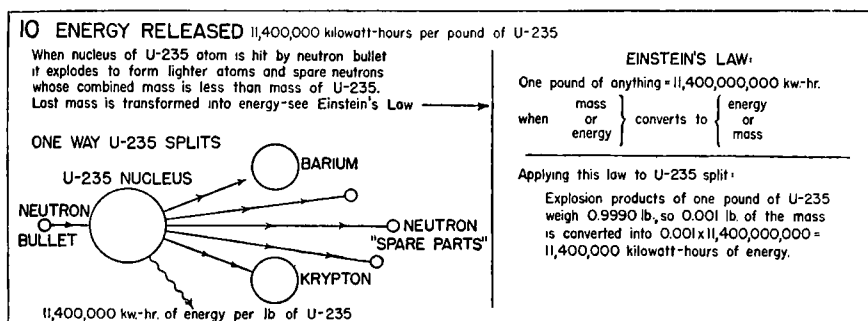 10 ENERGY RELEASED 11,400,000 kilowatt-hours per pound of U-235
When nucleus of U-235 atom is hit by neutron bullet
it explodes to form lighter atoms and spare neutrons
whose combined mass is less than mass of U-235.
Lost mass is transformed into energy-see Einstein's Law
ONE WAY U-235 SPLITS
U-235 NUCLEUS
BARIUM
NEUTRON
BULLET
NEUTRON
"SPARE PARTS"
KRYPTON
11,400,000 kw.-hr. of energy per lb of U-235
EINSTEIN'S LAW:
One pound of anything = 11,400,000,000 kw.-hr.
when mass or energy } converts to { energy or mass
Applying this law to U-235 split:
Explosion products of one pound of U-235
weigh 0.9990 lb., so 0.001 lb. of the mass
is converted into 0.001 x 11,400,000,000 =
11,400,000 kilowatt-hours of energy.